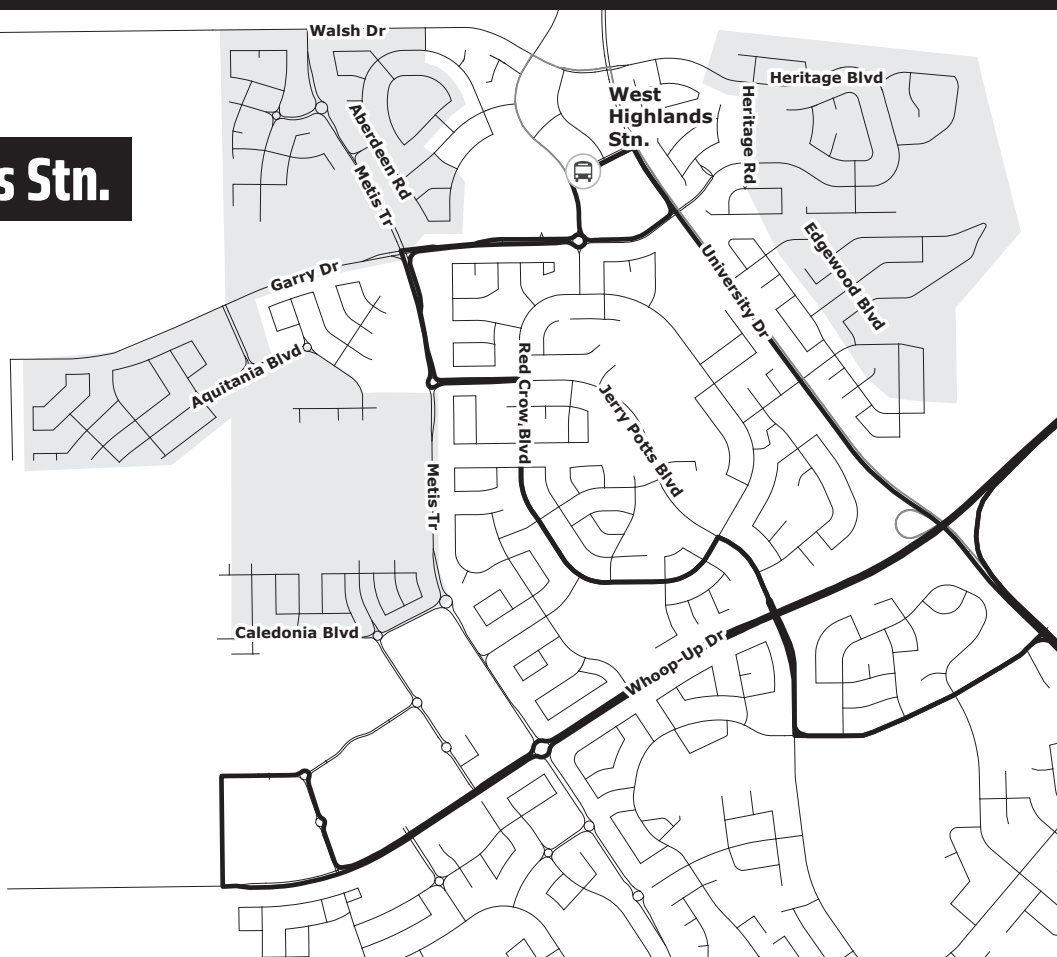 Walsh Dr
Heritage Blvd
West
Highlands
Stn.
Heritage Rd
Aberdeen Rd
s Stn.
Metis Tr
Edgewood Blvd
University Dr
Garry Dr
Aquitania Blvd
Red Crow Blvd
Jerry Potts Blvd
Metis Tr
Caledonia Blvd
Whoop-Up Dr